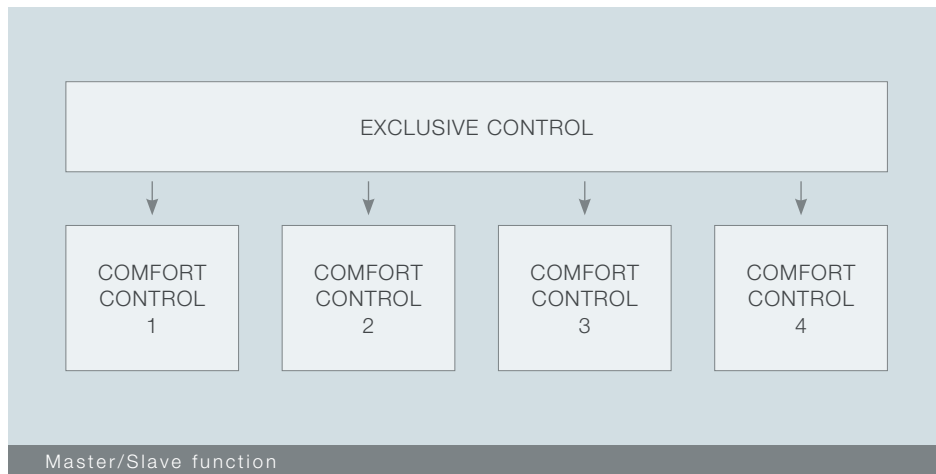 EXCLUSIVE CONTROL
COMFORT
CONTROL
1
COMFORT
CONTROL
2
COMFORT
CONTROL
3
COMFORT
CONTROL
4
Master/Slave function